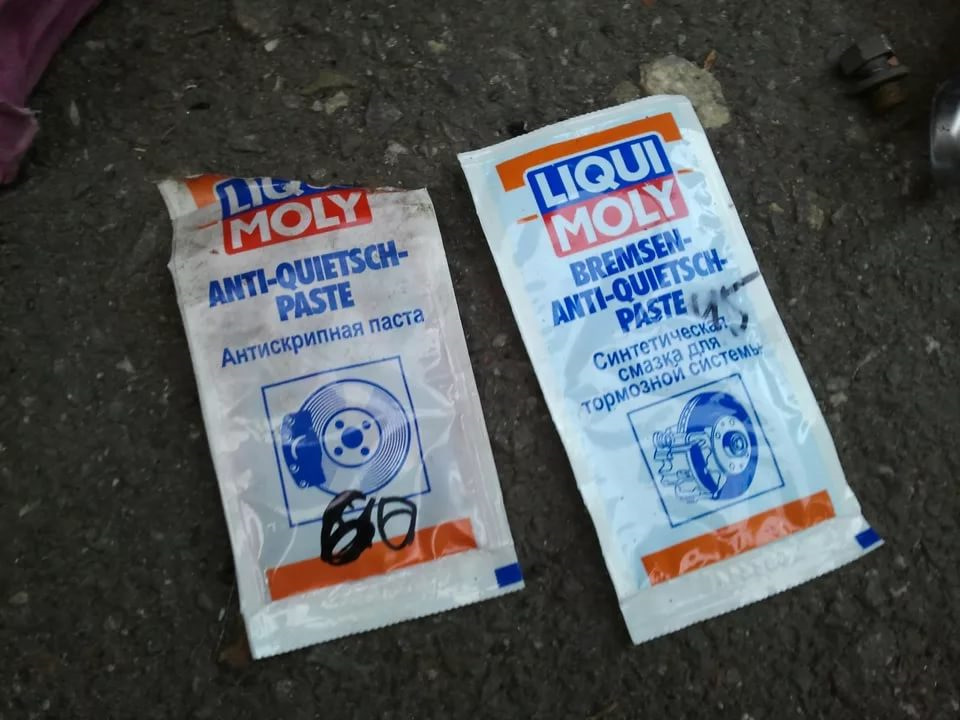 LIQUI
MOLY
ANTI-QUIETSCH-
PASTE
Антискрипная паста
60
LIQUI
MOLY
BREMSEN-
ANTI-QUIETSCH-
PASTE 45
Синтетическая
смазка для
тормозной системы